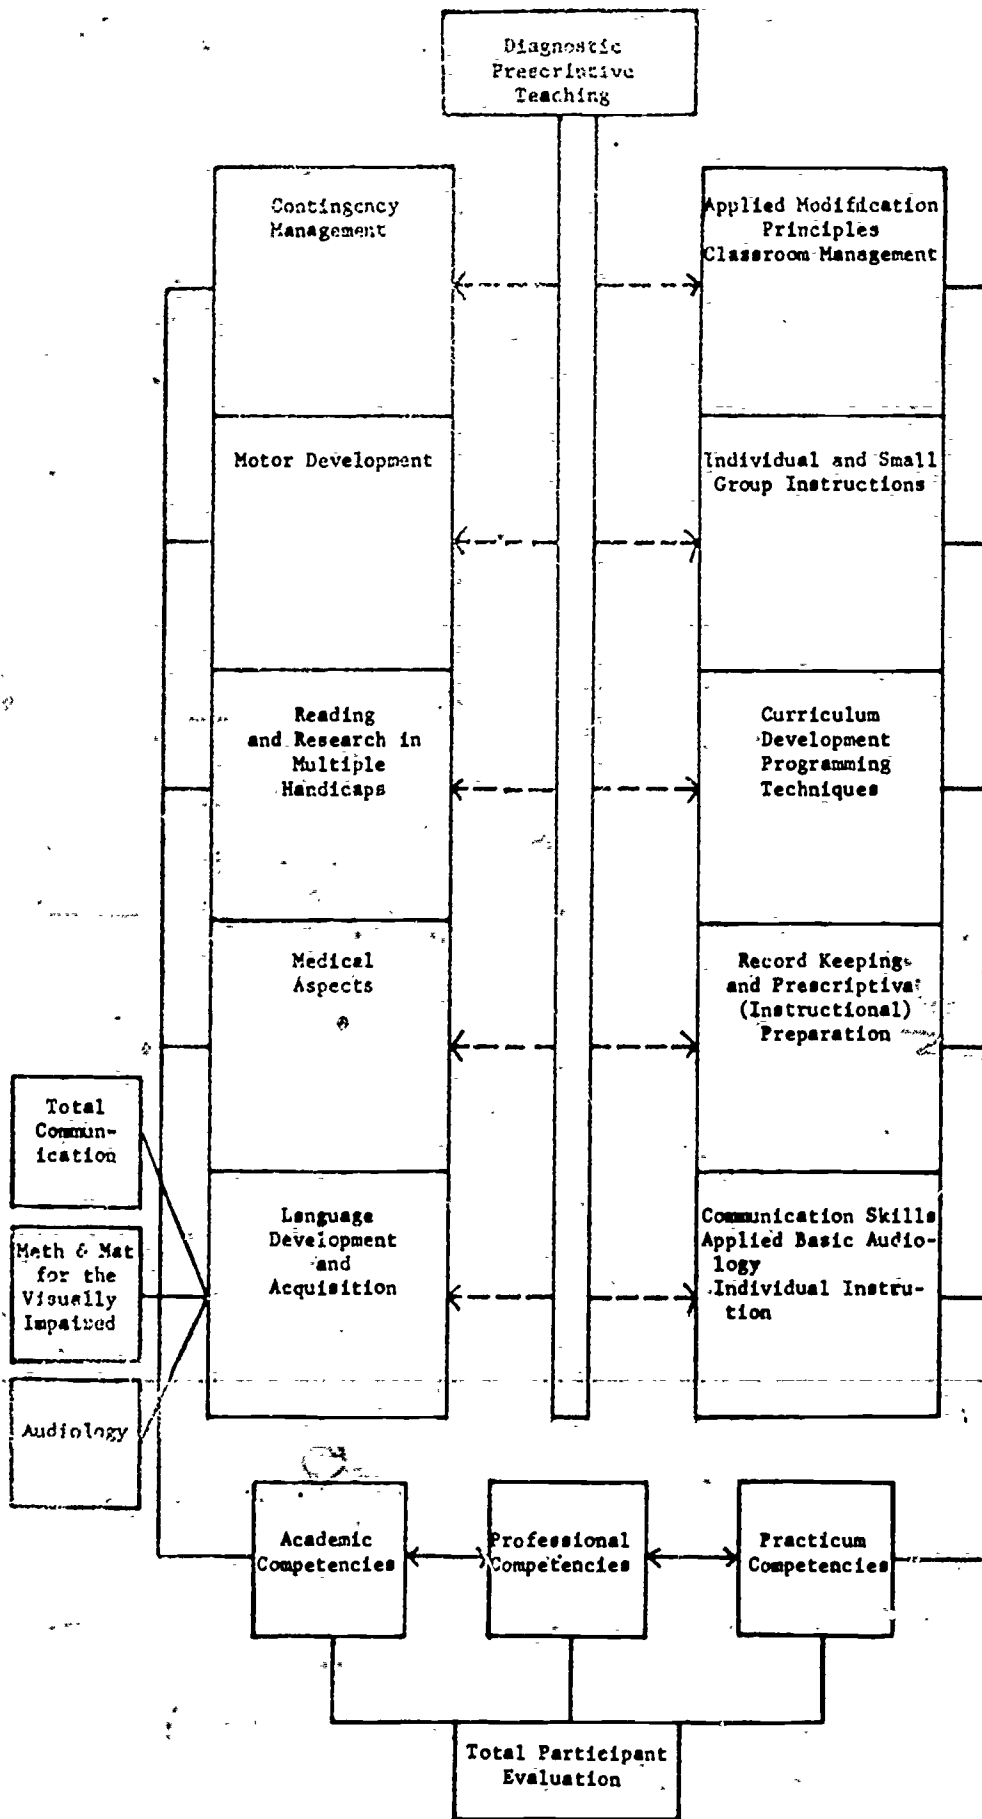 Diagnostic
Prescriptive
Teaching
Contingency
Management
Applied Modification
Principles
Classroom Management
Motor Development
Individual and Small
Group Instructions
Reading
and Research in
Multiple
Handicaps
Curriculum
Development
Programming
Techniques
Medical
Aspects
Record Keeping
and Prescriptive
(Instructional)
Preparation
Total
Commun-
ication
Meth & Mat
for the
Visually
Impaired
Audiology
Language
Development
and
Acquisition
Communication Skills
Applied Basic Audio-
logy
Individual Instru-
tion
Academic
Competencies
Professional
Competencies
Practicum
Competencies
Total Participant
Evaluation